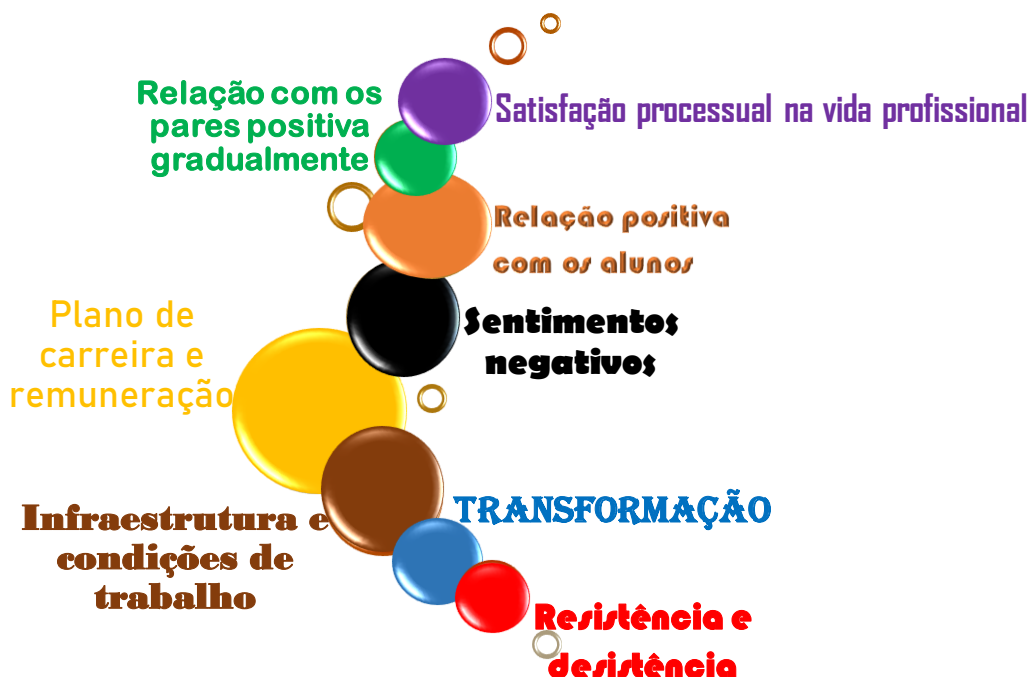 Relação com os
pares positiva
gradualmente
Satisfação processual na vida profissional
Relação positiva
com os alunos
Sentimentos
negativos
Plano de
carreira e
remuneração
TRANSFORMAÇÃO
Infraestrutura e
condições de
trabalho
Resistência e
desistência